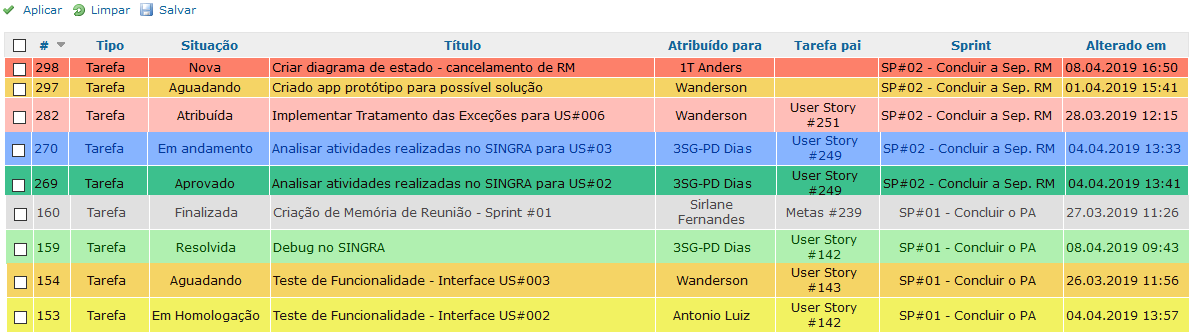 Aplicar Limpar Salvar
# Tipo Situação Título Atribuído para Tarefa pai Sprint Alterado em
298 Tarefa Nova Criar diagrama de estado - cancelamento de RM 1T Anders SP#02 - Concluir a Sep. RM 08.04.2019 16:50
297 Tarefa Aguadando Criado app protótipo para possível solução Wanderson SP#02 - Concluir a Sep. RM 01.04.2019 15:41
282 Tarefa Atribuída Implementar Tratamento das Exceções para US#006 Wanderson User Story #251 SP#02 - Concluir a Sep. RM 28.03.2019 12:15
270 Tarefa Em andamento Analisar atividades realizadas no SINGRA para US#03 3SG-PD Dias User Story #249 SP#02 - Concluir a Sep. RM 04.04.2019 13:33
269 Tarefa Aprovado Analisar atividades realizadas no SINGRA para US#02 3SG-PD Dias User Story #249 SP#02 - Concluir a Sep. RM 04.04.2019 13:41
160 Tarefa Finalizada Criação de Memória de Reunião - Sprint #01 Sirlane Fernandes Metas #239 SP#01 - Concluir o PA 27.03.2019 11:26
159 Tarefa Resolvida Debug no SINGRA 3SG-PD Dias User Story #142 SP#01 - Concluir o PA 08.04.2019 09:43
154 Tarefa Aguadando Teste de Funcionalidade - Interface US#003 Wanderson User Story #143 SP#01 - Concluir o PA 26.03.2019 11:56
153 Tarefa Em Homologação Teste de Funcionalidade - Interface US#002 Antonio Luiz User Story #142 SP#01 - Concluir o PA 04.04.2019 13:57